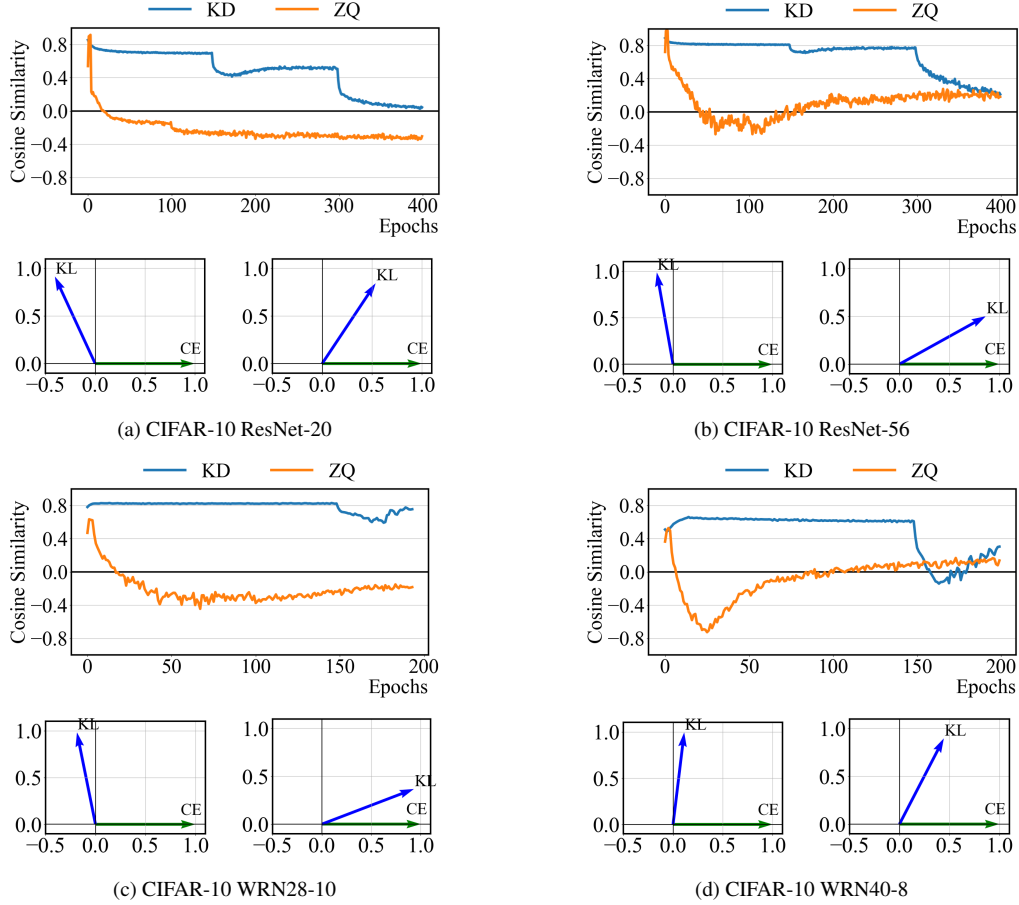 KD ZQ
Cosine Similarity
0.8
0.4
0.0
−0.4
−0.8
0 100 200 300 400
Epochs
1.0
0.5
0.0
−0.5 0.0 0.5 1.0
KL
CE
1.0
0.5
0.0
−0.5 0.0 0.5 1.0
KL
CE
(a) CIFAR-10 ResNet-20
KD ZQ
Cosine Similarity
0.8
0.4
0.0
−0.4
−0.8
0 100 200 300 400
Epochs
1.0
0.5
0.0
−0.5 0.0 0.5 1.0
KL
CE
1.0
0.5
0.0
−0.5 0.0 0.5 1.0
KL
CE
(b) CIFAR-10 ResNet-56
KD ZQ
Cosine Similarity
0.8
0.4
0.0
−0.4
−0.8
0 50 100 150 200
Epochs
1.0
0.5
0.0
−0.5 0.0 0.5 1.0
KL
CE
1.0
0.5
0.0
−0.5 0.0 0.5 1.0
KL
CE
(c) CIFAR-10 WRN28-10
KD ZQ
Cosine Similarity
0.8
0.4
0.0
−0.4
−0.8
0 50 100 150 200
Epochs
1.0
0.5
0.0
−0.5 0.0 0.5 1.0
KL
CE
1.0
0.5
0.0
−0.5 0.0 0.5 1.0
KL
CE
(d) CIFAR-10 WRN40-8